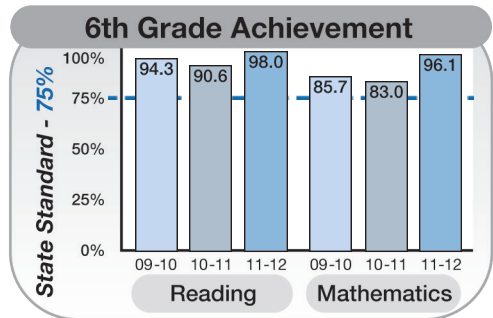 6th Grade Achievement
State Standard - 75%
100%
75%
50%
25%
0%
94.3
90.6
98.0
85.7
83.0
96.1
09-10 10-11 11-12 09-10 10-11 11-12
Reading Mathematics